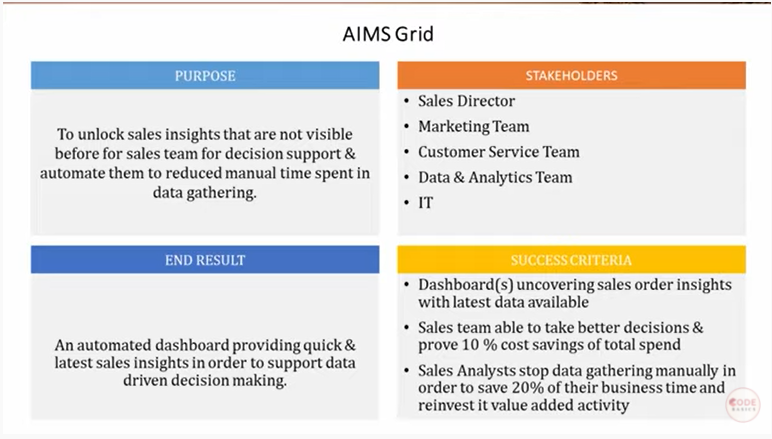 AIMS Grid
PURPOSE
To unlock sales insights that are not visible
before for sales team for decision support &
automate them to reduced manual time spent in
data gathering.
STAKEHOLDERS
• Sales Director
• Marketing Team
• Customer Service Team
• Data & Analytics Team
• IT
END RESULT
An automated dashboard providing quick &
latest sales insights in order to support data
driven decision making.
SUCCESS CRITERIA
• Dashboard(s) uncovering sales order insights
with latest data available
• Sales team able to take better decisions &
prove 10 % cost savings of total spend
• Sales Analysts stop data gathering manually in
order to save 20% of their business time and
reinvest it value added activity
CODE
BASICS